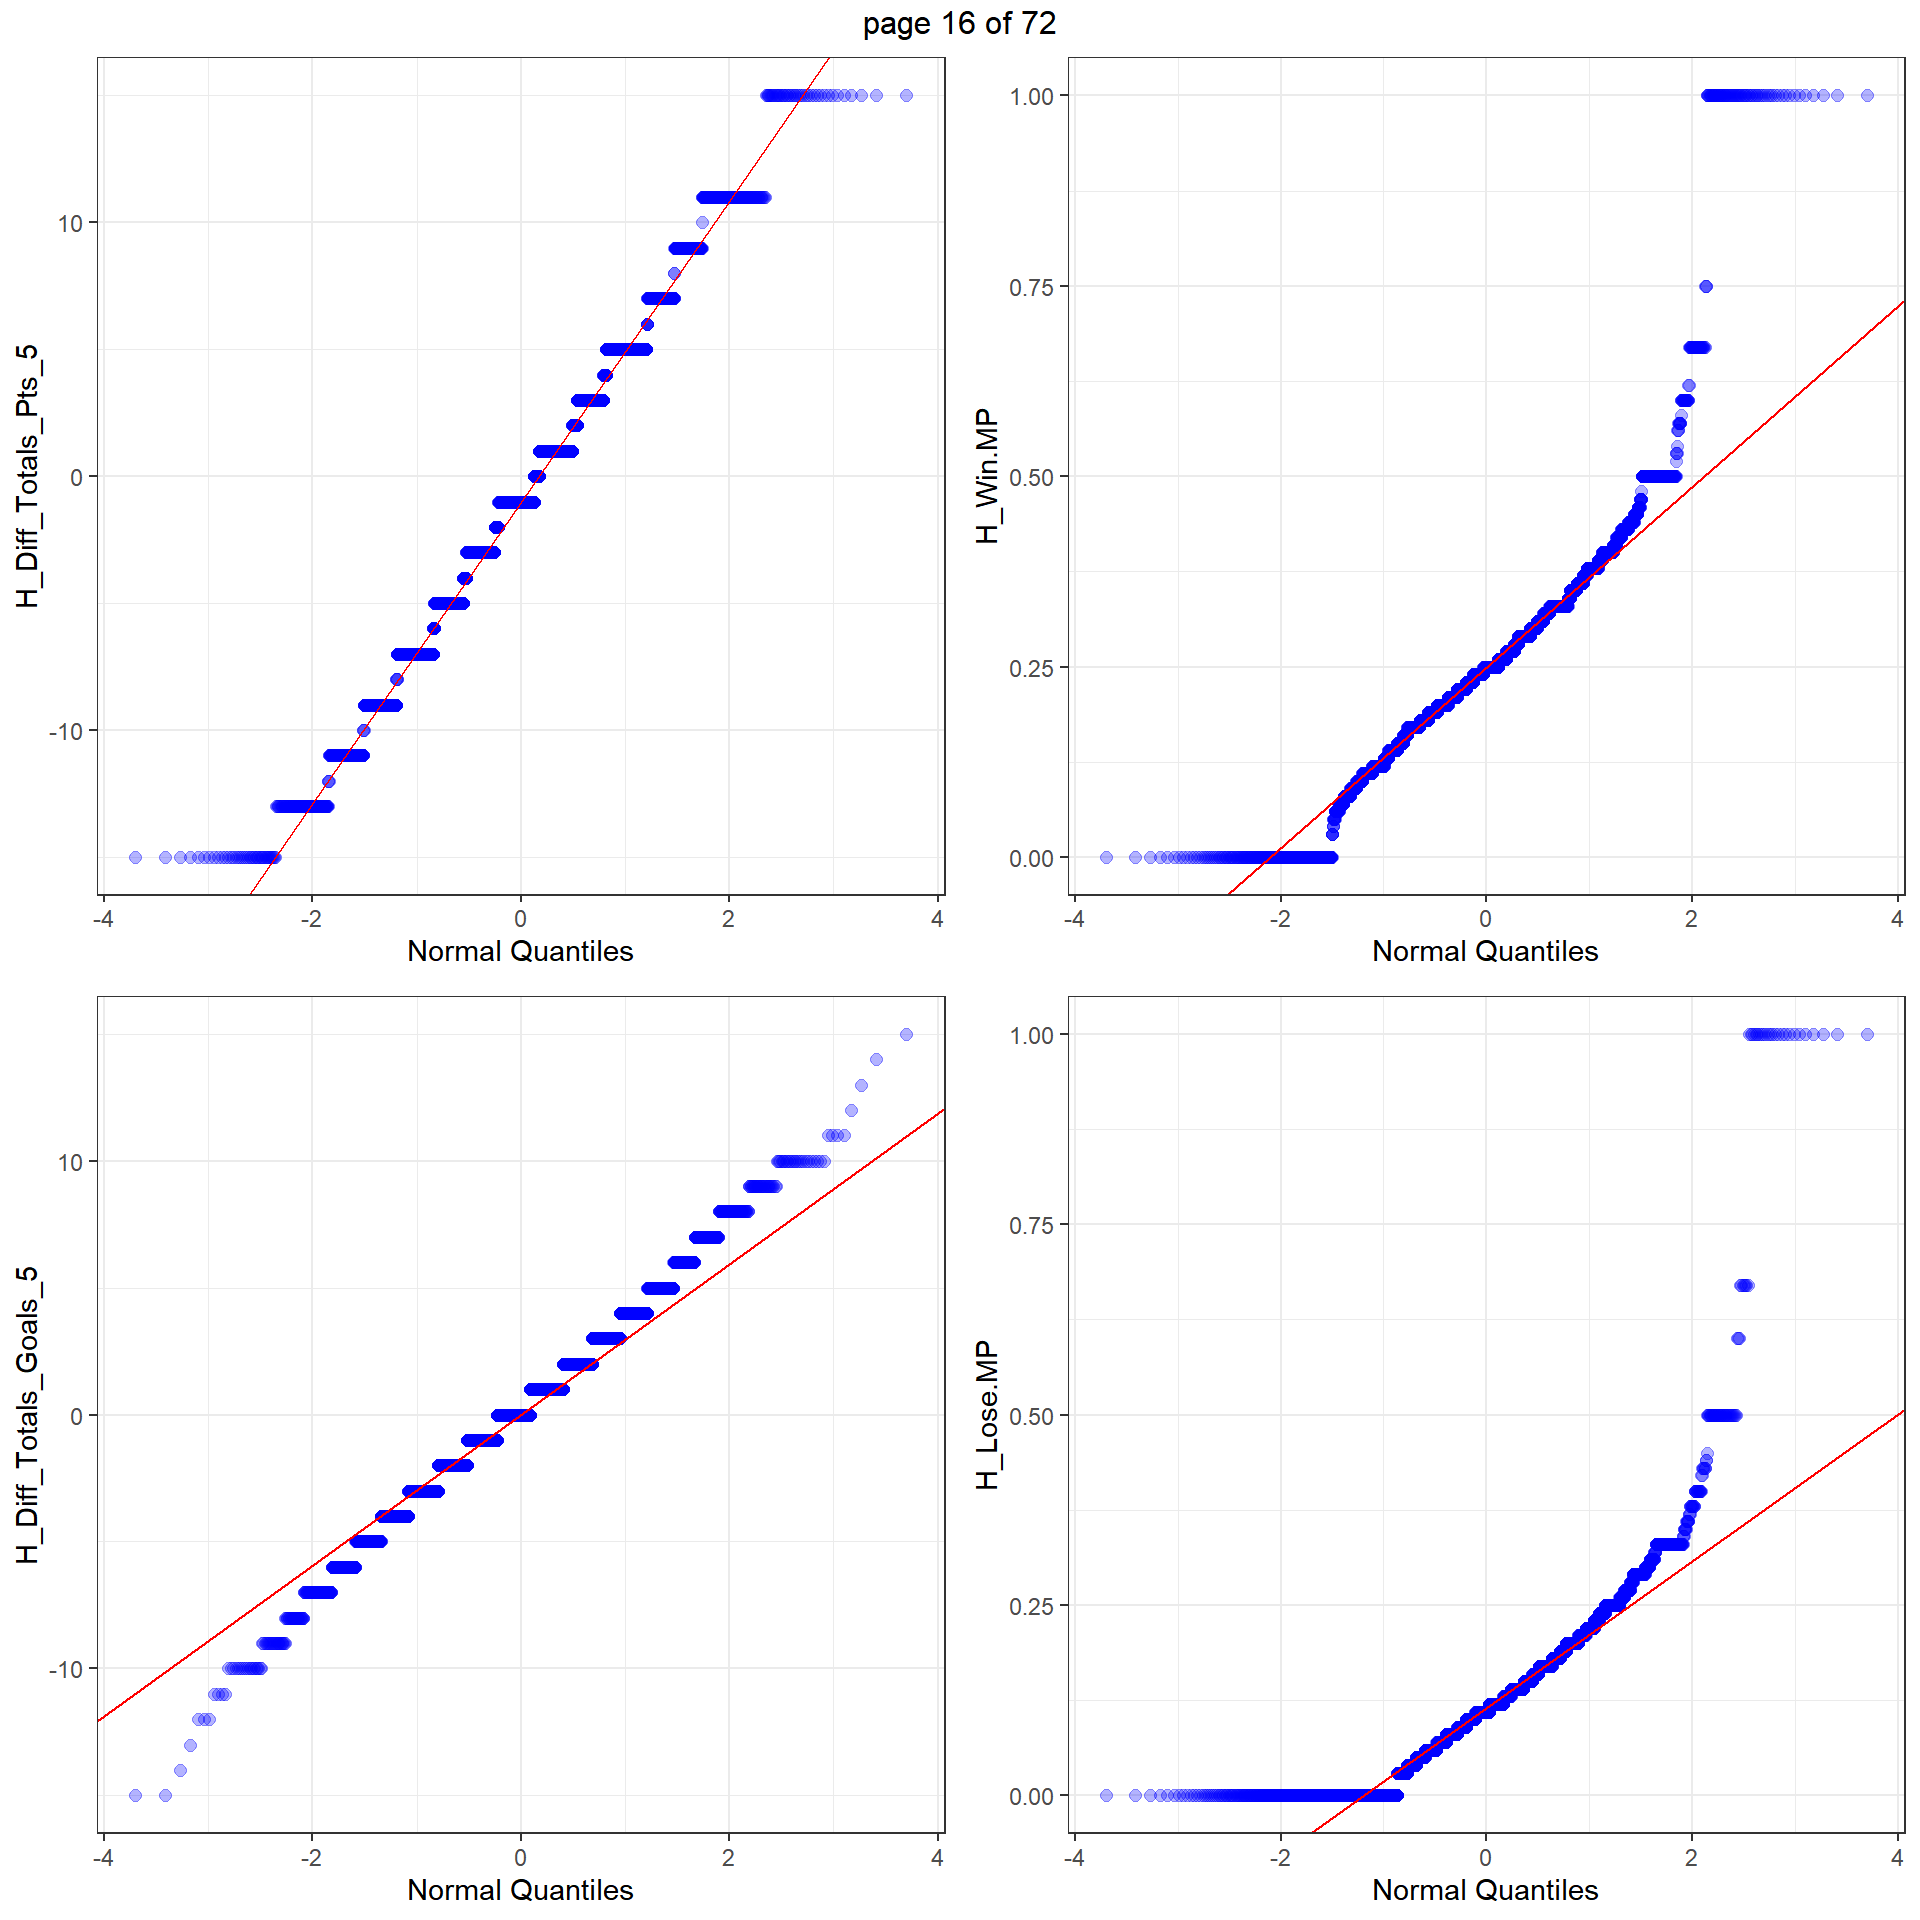 page 16 of 72
H_Diff_Totals_Pts_5
10
0
-10
-4 -2 0 2 4
Normal Quantiles
H_Win.MP
1.00
0.75
0.50
0.25
0.00
-4 -2 0 2 4
Normal Quantiles
H_Diff_Totals_Goals_5
10
0
-10
-4 -2 0 2 4
Normal Quantiles
H_Lose.MP
1.00
0.75
0.50
0.25
0.00
-4 -2 0 2 4
Normal Quantiles